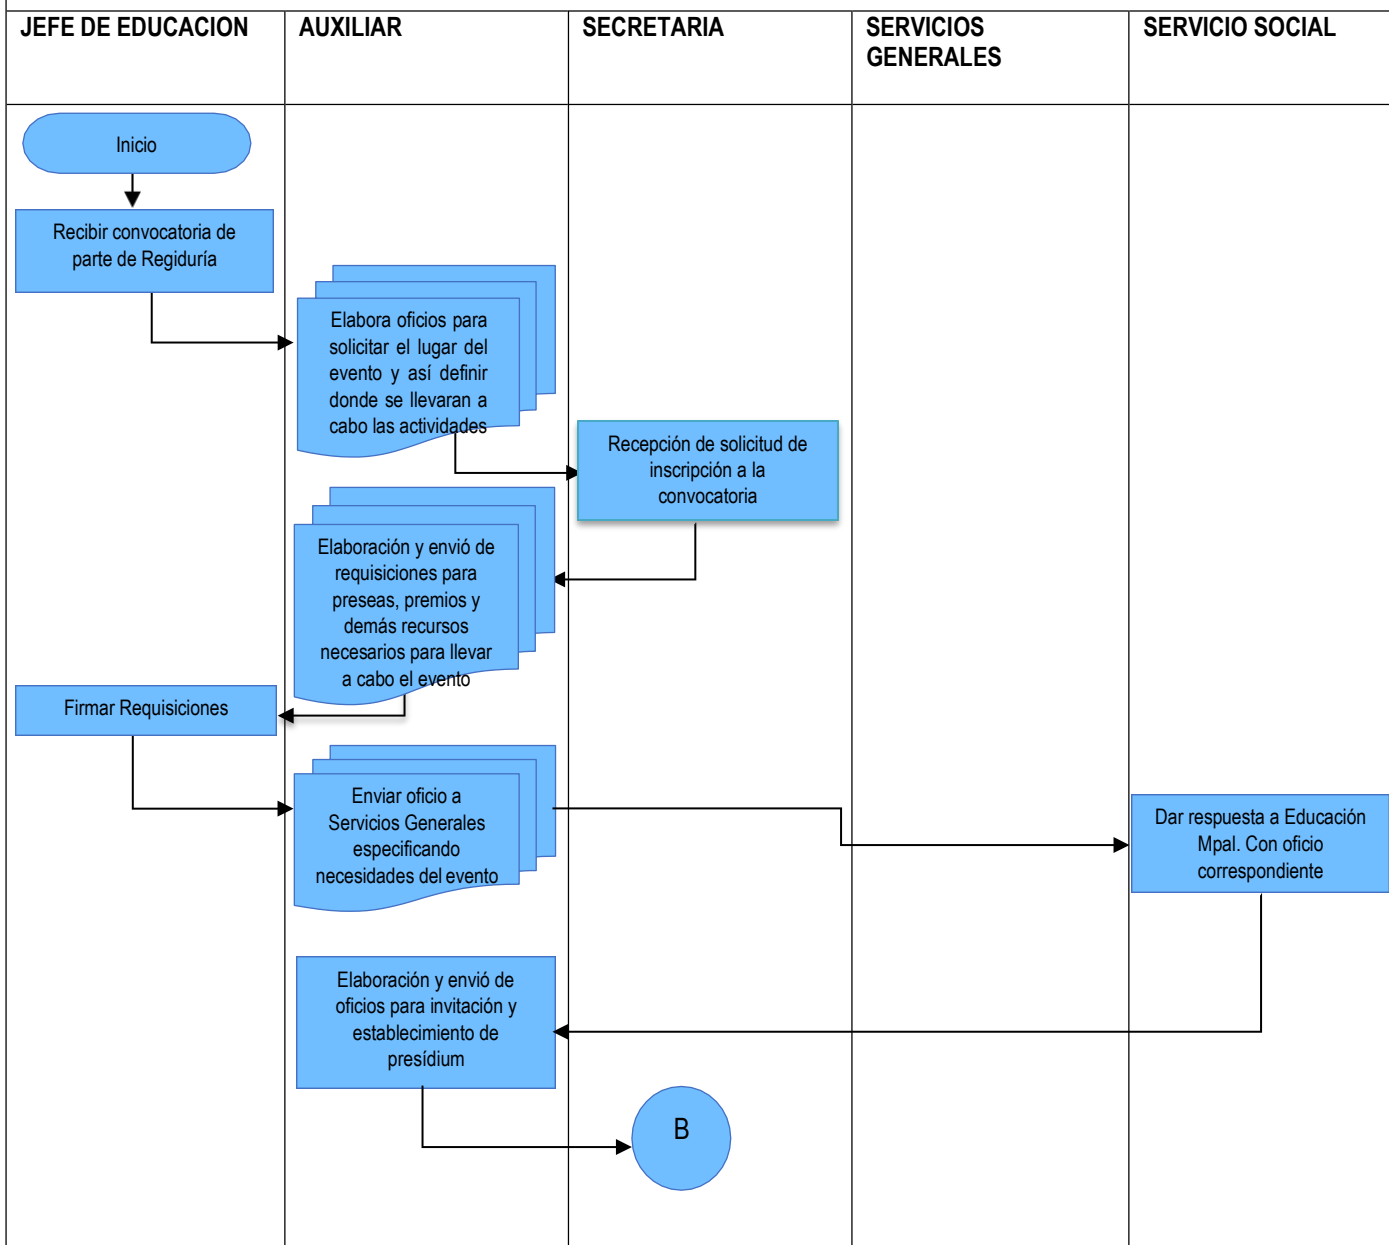 JEFE DE EDUCACION
AUXILIAR
SECRETARIA
SERVICIOS
GENERALES
SERVICIO SOCIAL
Inicio
Recibir convocatoria de
parte de Regiduría
Elabora oficios para
solicitar el lugar del
evento y así definir
donde se llevaran a
cabo las actividades
Recepción de solicitud de
inscripción a la
convocatoria
Elaboración y envió de
requisiciones para
preseas, premios y
demás recursos
necesarios para llevar
a cabo el evento
Firmar Requisiciones
Enviar oficio a
Servicios Generales
especificando
necesidades del evento
Dar respuesta a Educación
Mpal. Con oficio
correspondiente
Elaboración y envió de
oficios para invitación y
establecimiento de
presídium
B